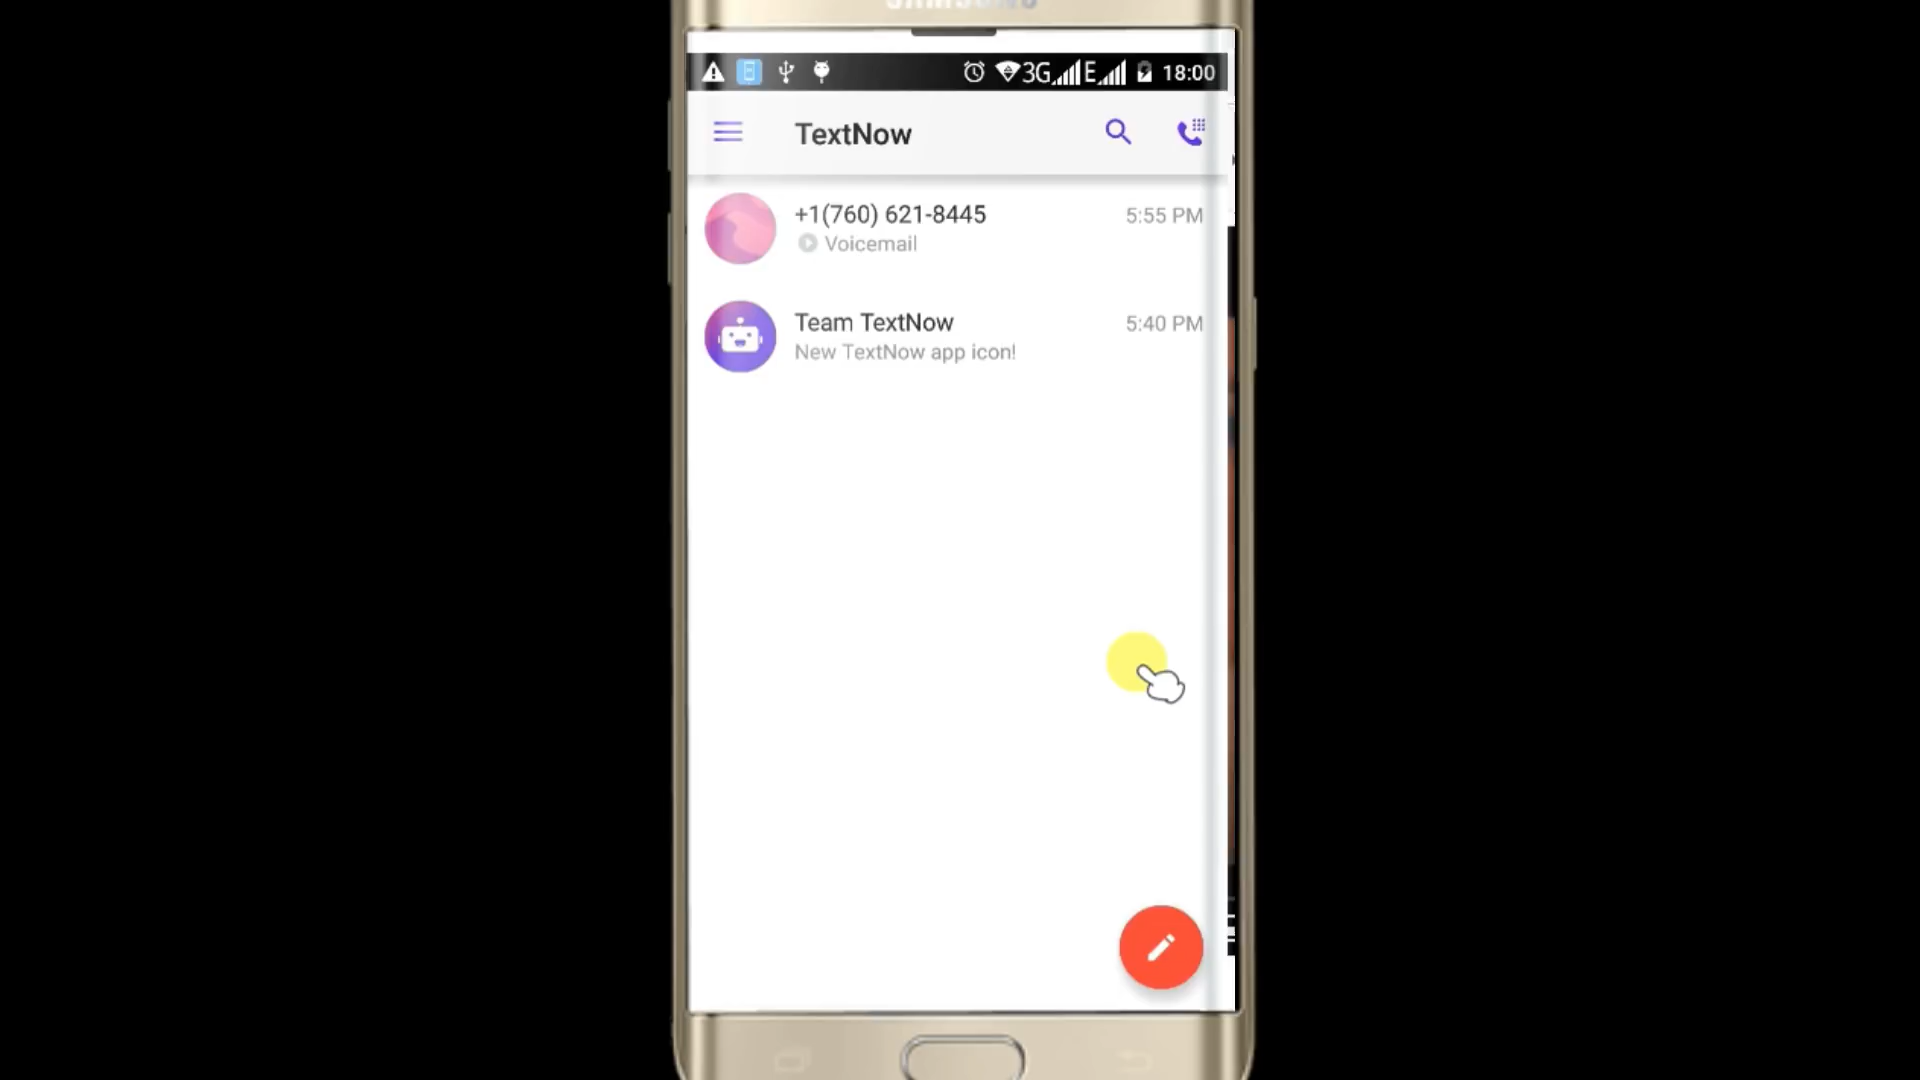 SAMSUNG
3G E 18:00
TextNow
+1(760) 621-8445 5:55 PM
Voicemail
Team TextNow 5:40 PM
New TextNow app icon!